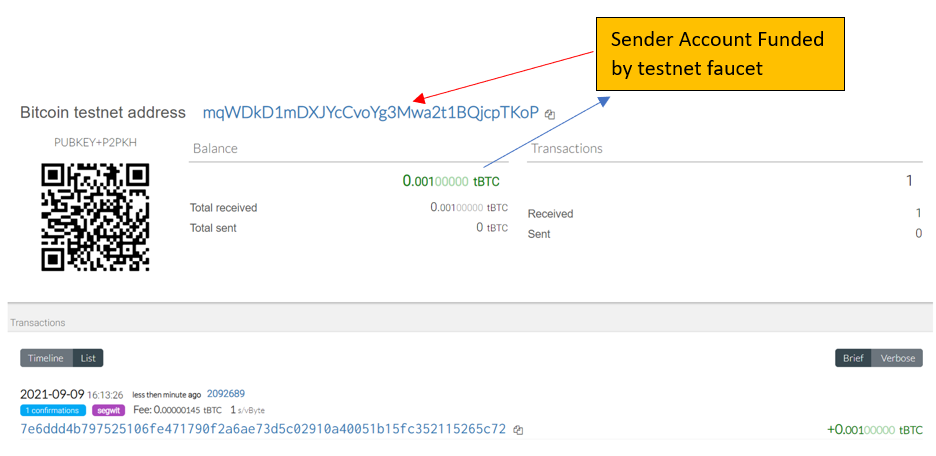 Sender Account Funded
by testnet faucet
Bitcoin testnet address mqWDkD1mDXJYcCvoYg3Mwa2t1BQjcpTKoP
PUBKEY+P2PKH
Balance
Transactions
0.00100000 tBTC
1
Total received 0.00100000 tBTC
Total sent 0 tBTC
Received 1
Sent 0
Transactions
Timeline List
Brief Verbose
2021-09-09 16:13:26 less then minute ago 2092689
1 confirmations segwit Fee: 0.00000145 tBTC 1 s/vByte
7e6ddd4b797525106fe471790f2a6ae73d5c02910a40051b15fc352115265c72
+0.00100000 tBTC